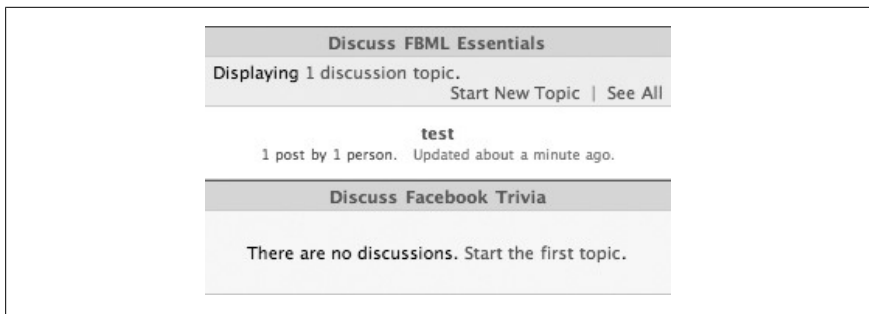 Discuss FBML Essentials
Displaying 1 discussion topic.
Start New Topic | See All
test
1 post by 1 person. Updated about a minute ago.
Discuss Facebook Trivia
There are no discussions. Start the first topic.